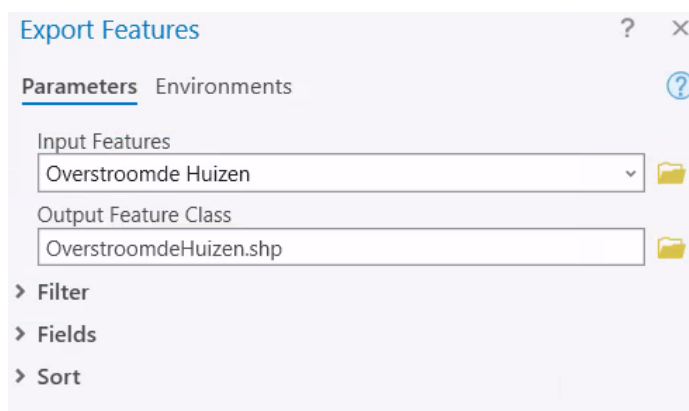 Export Features ? ×
Parameters Environments ?
Input Features
Overstroomde Huizen
Output Feature Class
OverstroomdeHuizen.shp
Filter
Fields
Sort